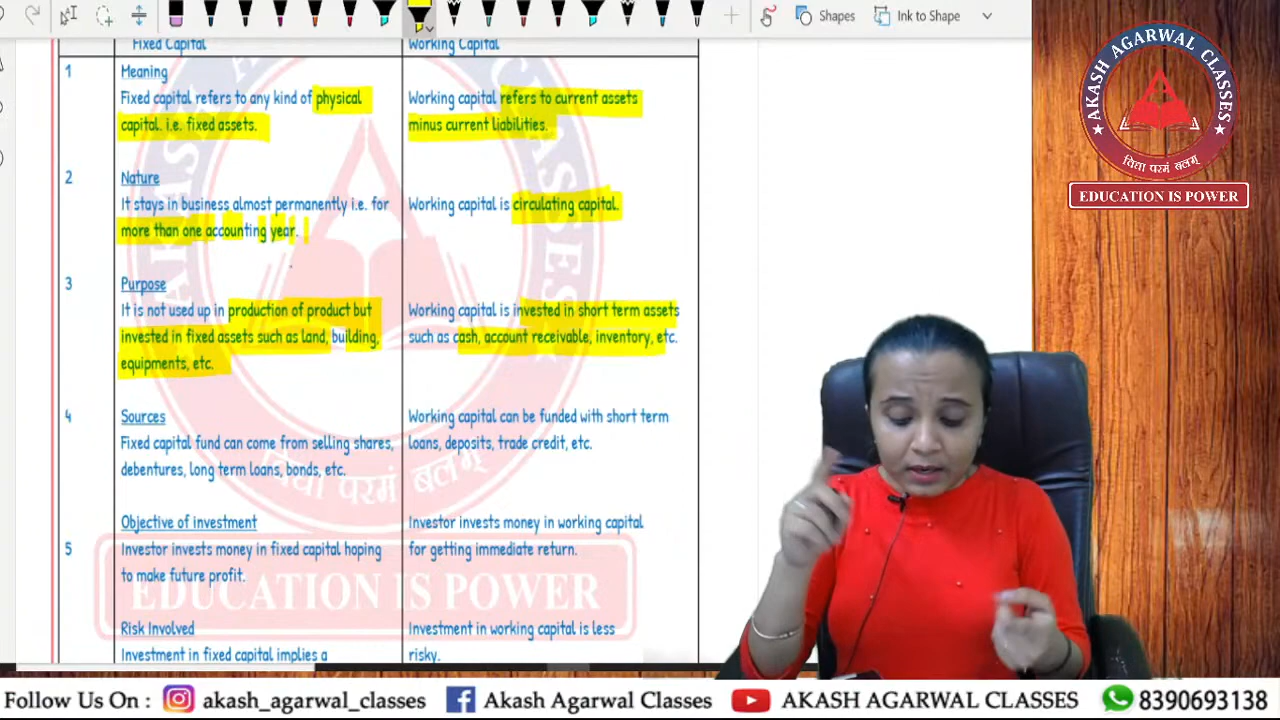 Shapes
Ink to Shape
Fixed Capital
Working Capital
1
Meaning
Fixed capital refers to any kind of physical
capital. i.e. fixed assets.
Working capital refers to current assets
minus current liabilities.
2
Nature
It stays in business almost permanently i.e. for
more than one accounting year.
Working capital is circulating capital.
3
Purpose
It is not used up in production of product but
invested in fixed assets such as land, building,
equipments, etc.
Working capital is invested in short term assets
such as cash, account receivable, inventory, etc.
4
Sources
Fixed capital fund can come from selling shares,
debentures, long term loans, bonds, etc.
Working capital can be funded with short term
loans, deposits, trade credit, etc.
5
Objective of investment
Investor invests money in fixed capital hoping
to make future profit.
Investor invests money in working capital
for getting immediate return.
Risk Involved
Investment in fixed capital implies a
Investment in working capital is less
risky.
विद्या परमं बलम्
EDUCATION IS POWER
AKASH AGARWAL CLASSES
विद्या परमं बलम्
EDUCATION IS POWER
Follow Us On : akash_agarwal_classes Akash Agarwal Classes AKASH AGARWAL CLASSES 8390693138